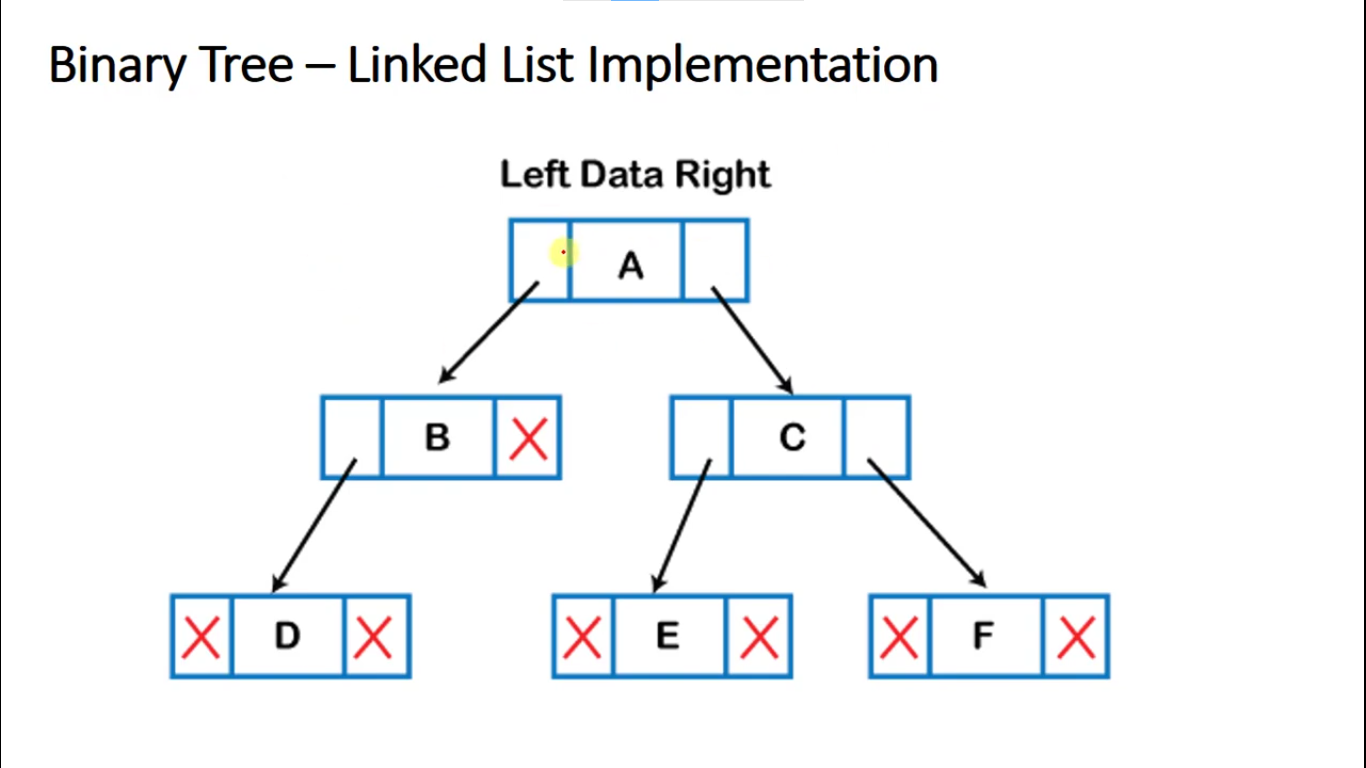 Binary Tree – Linked List Implementation
Left Data Right
A
B
C
D
E
F